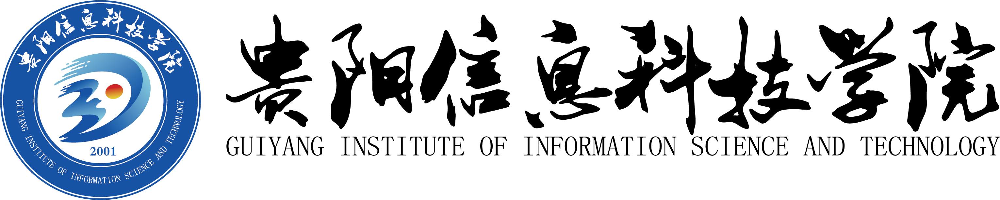 贵阳信息科技学院
2001
GUIYANG INSTITUTE OF INFORMATION SCIENCE AND TECHNOLOGY
贵阳信息科技学院
GUIYANG INSTITUTE OF INFORMATION SCIENCE AND TECHNOLOGY